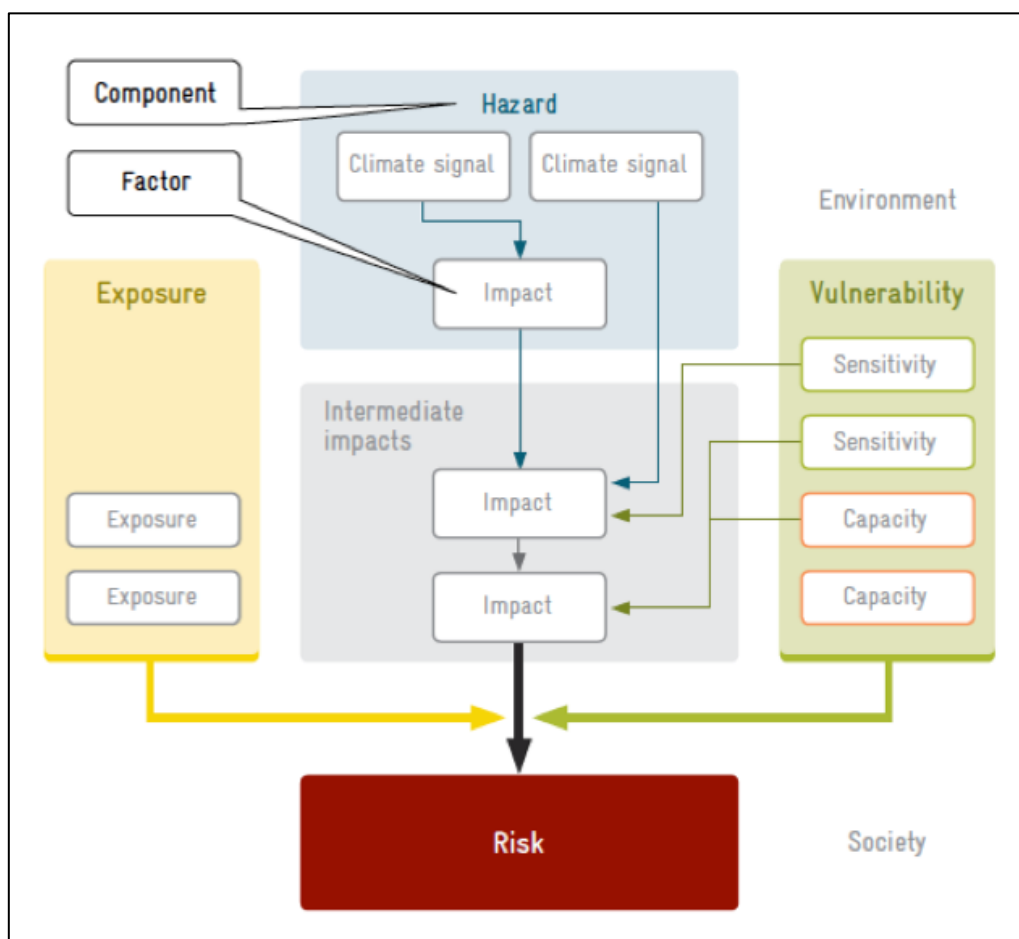 Component
Hazard
Climate signal
Climate signal
Factor
Environment
Exposure
Impact
Vulnerability
Sensitivity
Intermediate
impacts
Sensitivity
Impact
Exposure
Capacity
Exposure
Impact
Capacity
Risk
Society